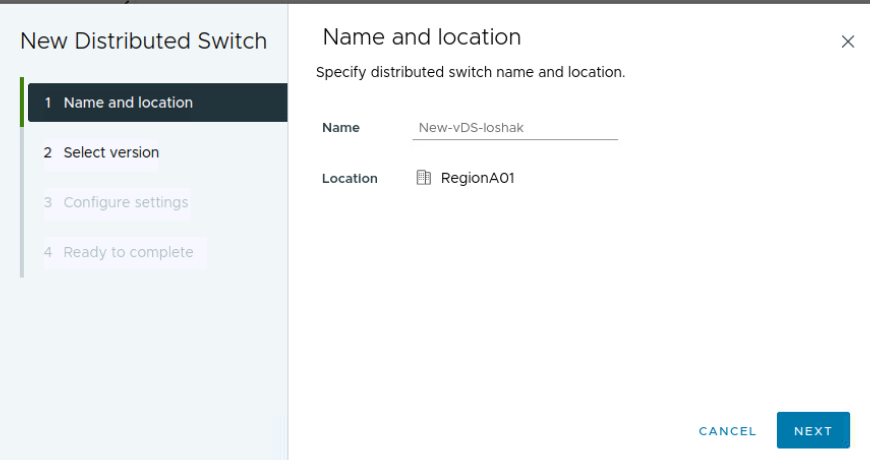 New Distributed Switch
1 Name and location
2 Select version
3 Configure settings
4 Ready to complete
Name and location
Specify distributed switch name and location.
Name New-vDS-loshak
Location RegionA01
CANCEL NEXT